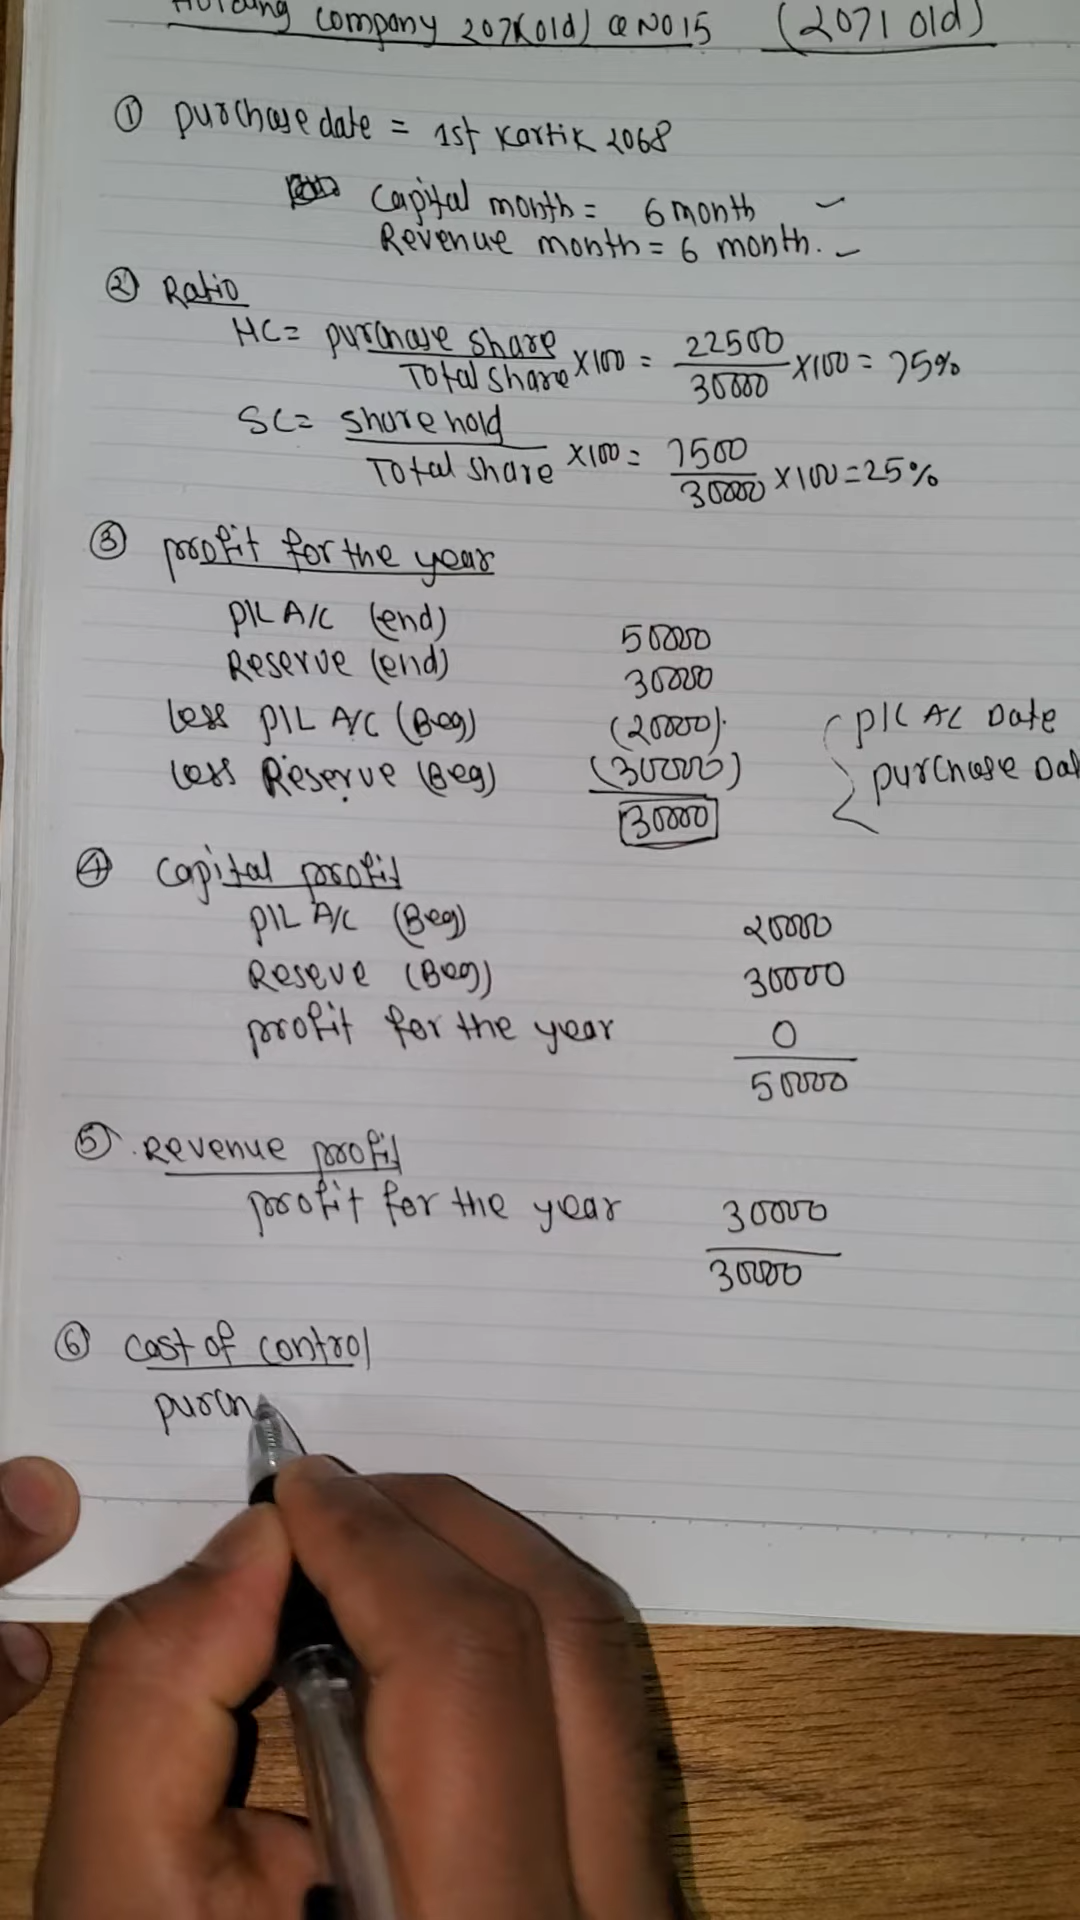 Holding company 2071(old) Q NO 15 (2071 old)
① purchase date = 1st Kartik 2068
Capital month = 6 month
Revenue month = 6 month.
② Ratio
HC = purchase share / Total share ×100 = 22500 / 30000 ×100 = 75%
SC = share hold / Total share ×100 = 7500 / 30000 ×100 = 25%
③ profit for the year
P/L A/C (end) 50000
Reserve (end) 30000
Less P/L A/C (Beg) (20000)
Less Reserve (Beg) (30000)
30000
P/L AC Date
purchase Dat
④ Capital profit
P/L A/C (Beg) 20000
Reseve (Beg) 30000
profit for the year 0
50000
⑤ Revenue profit
profit for the year 30000
30000
⑥ Cost of control
purch